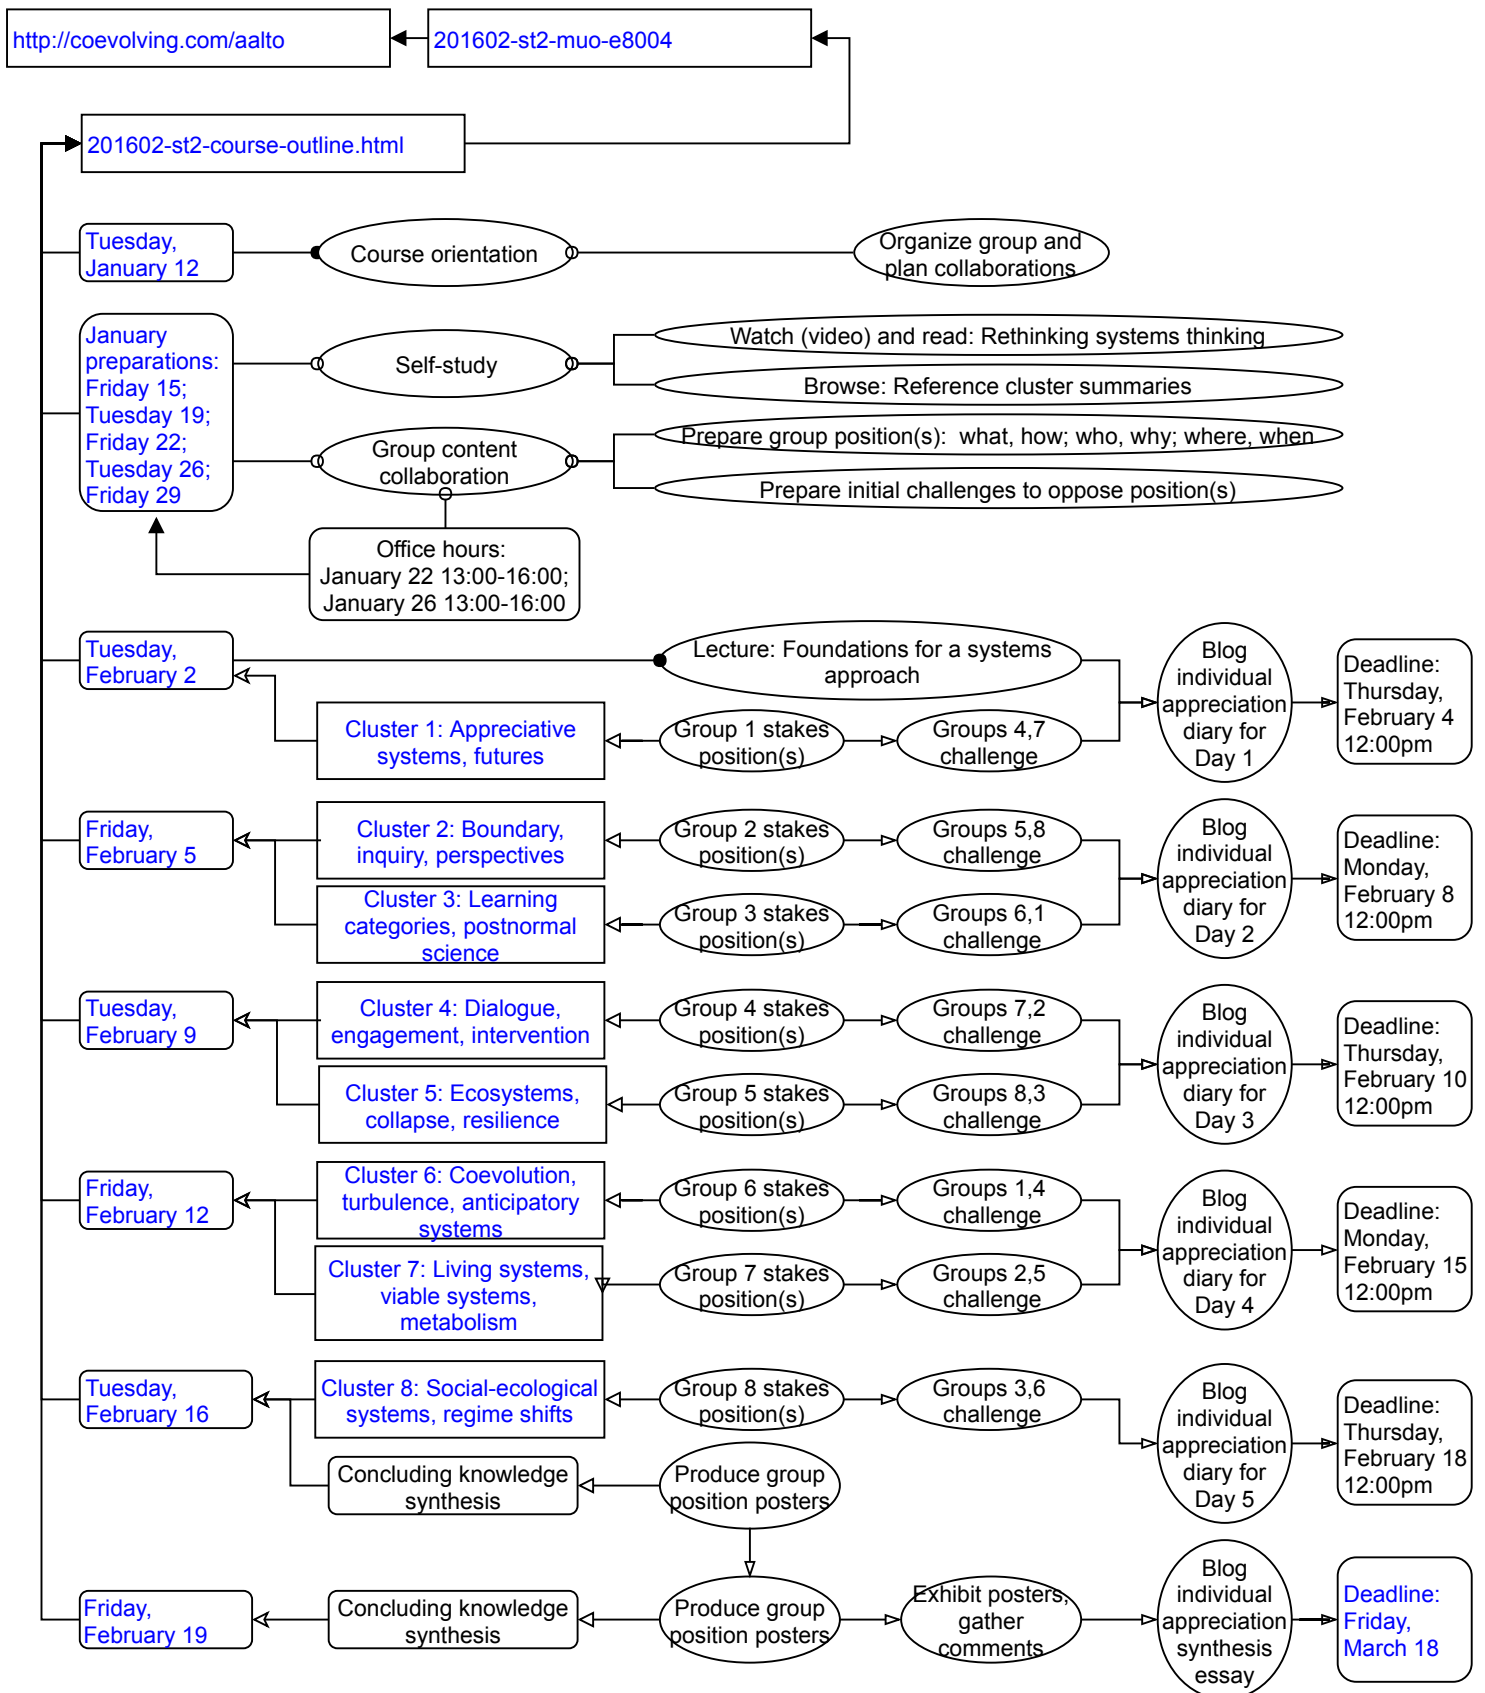 http://coevolving.com/aalto
201602-st2-muo-e8004
201602-st2-course-outline.html
Tuesday,
January 12
Course orientation
Organize group and
plan collaborations
January
preparations:
Friday 15;
Tuesday 19;
Friday 22;
Tuesday 26;
Friday 29
Self-study
Watch (video) and read: Rethinking systems thinking
Browse: Reference cluster summaries
Group content
collaboration
Prepare group position(s):  what, how; who, why; where, when
Prepare initial challenges to oppose position(s)
Office hours:
January 22 13:00-16:00;
January 26 13:00-16:00
Tuesday,
February 2
Lecture: Foundations for a systems
approach
Cluster 1: Appreciative
systems, futures
Group 1 stakes
position(s)
Groups 4,7
challenge
Blog
individual
appreciation
diary for
Day 1
Deadline:
Thursday,
February 4
12:00pm
Friday,
February 5
Cluster 2: Boundary,
inquiry, perspectives
Group 2 stakes
position(s)
Groups 5,8
challenge
Cluster 3: Learning
categories, postnormal
science
Group 3 stakes
position(s)
Groups 6,1
challenge
Blog
individual
appreciation
diary for
Day 2
Deadline:
Monday,
February 8
12:00pm
Tuesday,
February 9
Cluster 4: Dialogue,
engagement, intervention
Group 4 stakes
position(s)
Groups 7,2
challenge
Cluster 5: Ecosystems,
collapse, resilience
Group 5 stakes
position(s)
Groups 8,3
challenge
Blog
individual
appreciation
diary for
Day 3
Deadline:
Thursday,
February 10
12:00pm
Friday,
February 12
Cluster 6: Coevolution,
turbulence, anticipatory
systems
Group 6 stakes
position(s)
Groups 1,4
challenge
Cluster 7: Living systems,
viable systems,
metabolism
Group 7 stakes
position(s)
Groups 2,5
challenge
Blog
individual
appreciation
diary for
Day 4
Deadline:
Monday,
February 15
12:00pm
Tuesday,
February 16
Cluster 8: Social-ecological
systems, regime shifts
Group 8 stakes
position(s)
Groups 3,6
challenge
Concluding knowledge
synthesis
Produce group
position posters
Blog
individual
appreciation
diary for
Day 5
Deadline:
Thursday,
February 18
12:00pm
Friday,
February 19
Concluding knowledge
synthesis
Produce group
position posters
Exhibit posters,
gather
comments
Blog
individual
appreciation
synthesis
essay
Deadline:
Friday,
March 18